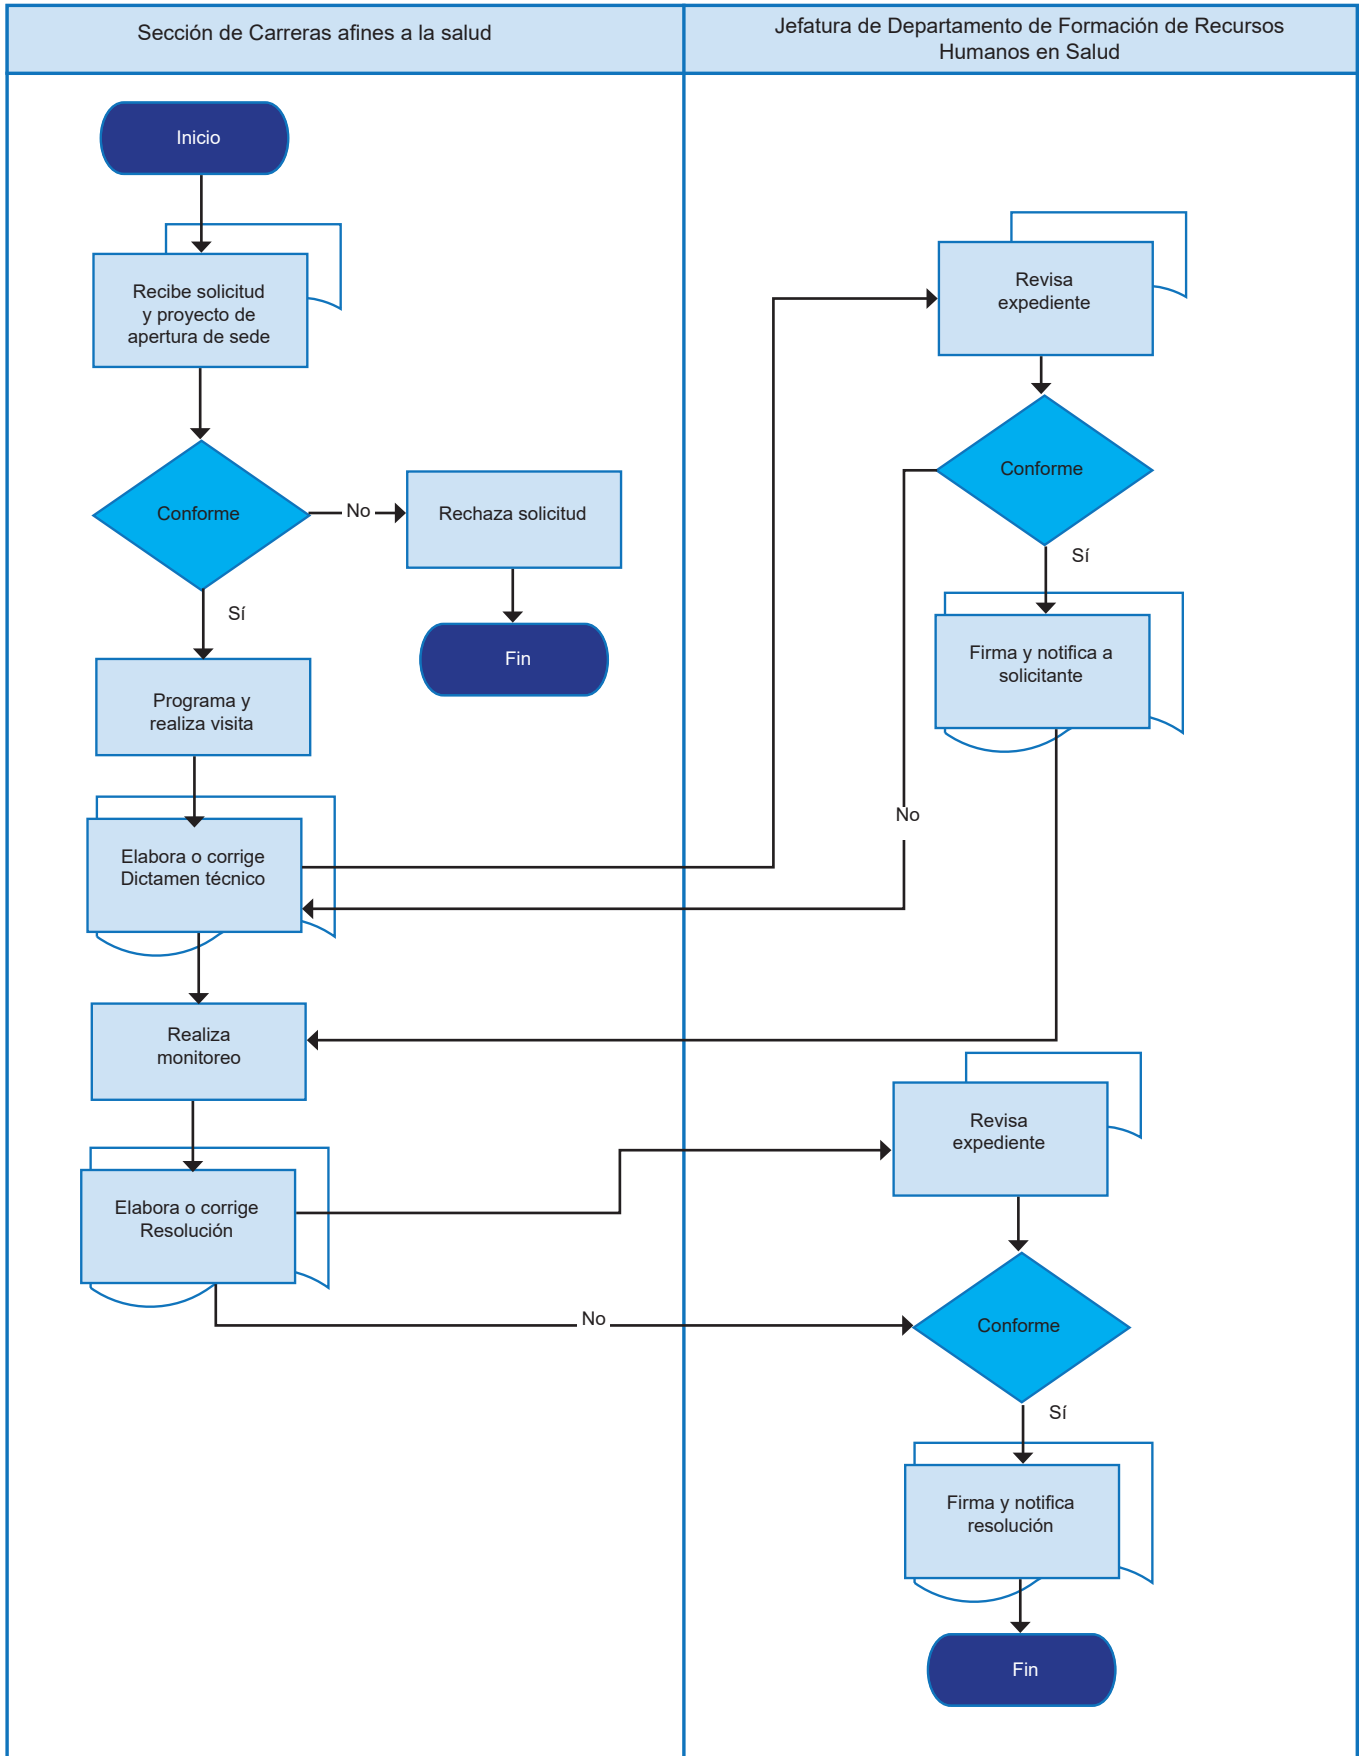 Sección de Carreras afines a la salud
Jefatura de Departamento de Formación de Recursos
Humanos en Salud
Inicio
Recibe solicitud
y proyecto de
apertura de sede
Conforme
No
Rechaza solicitud
Fin
Sí
Programa y
realiza visita
Elabora o corrige
Dictamen técnico
Revisa
expediente
Conforme
Sí
Firma y notifica a
solicitante
No
Realiza
monitoreo
Elabora o corrige
Resolución
Revisa
expediente
No
Conforme
Sí
Firma y notifica
resolución
Fin